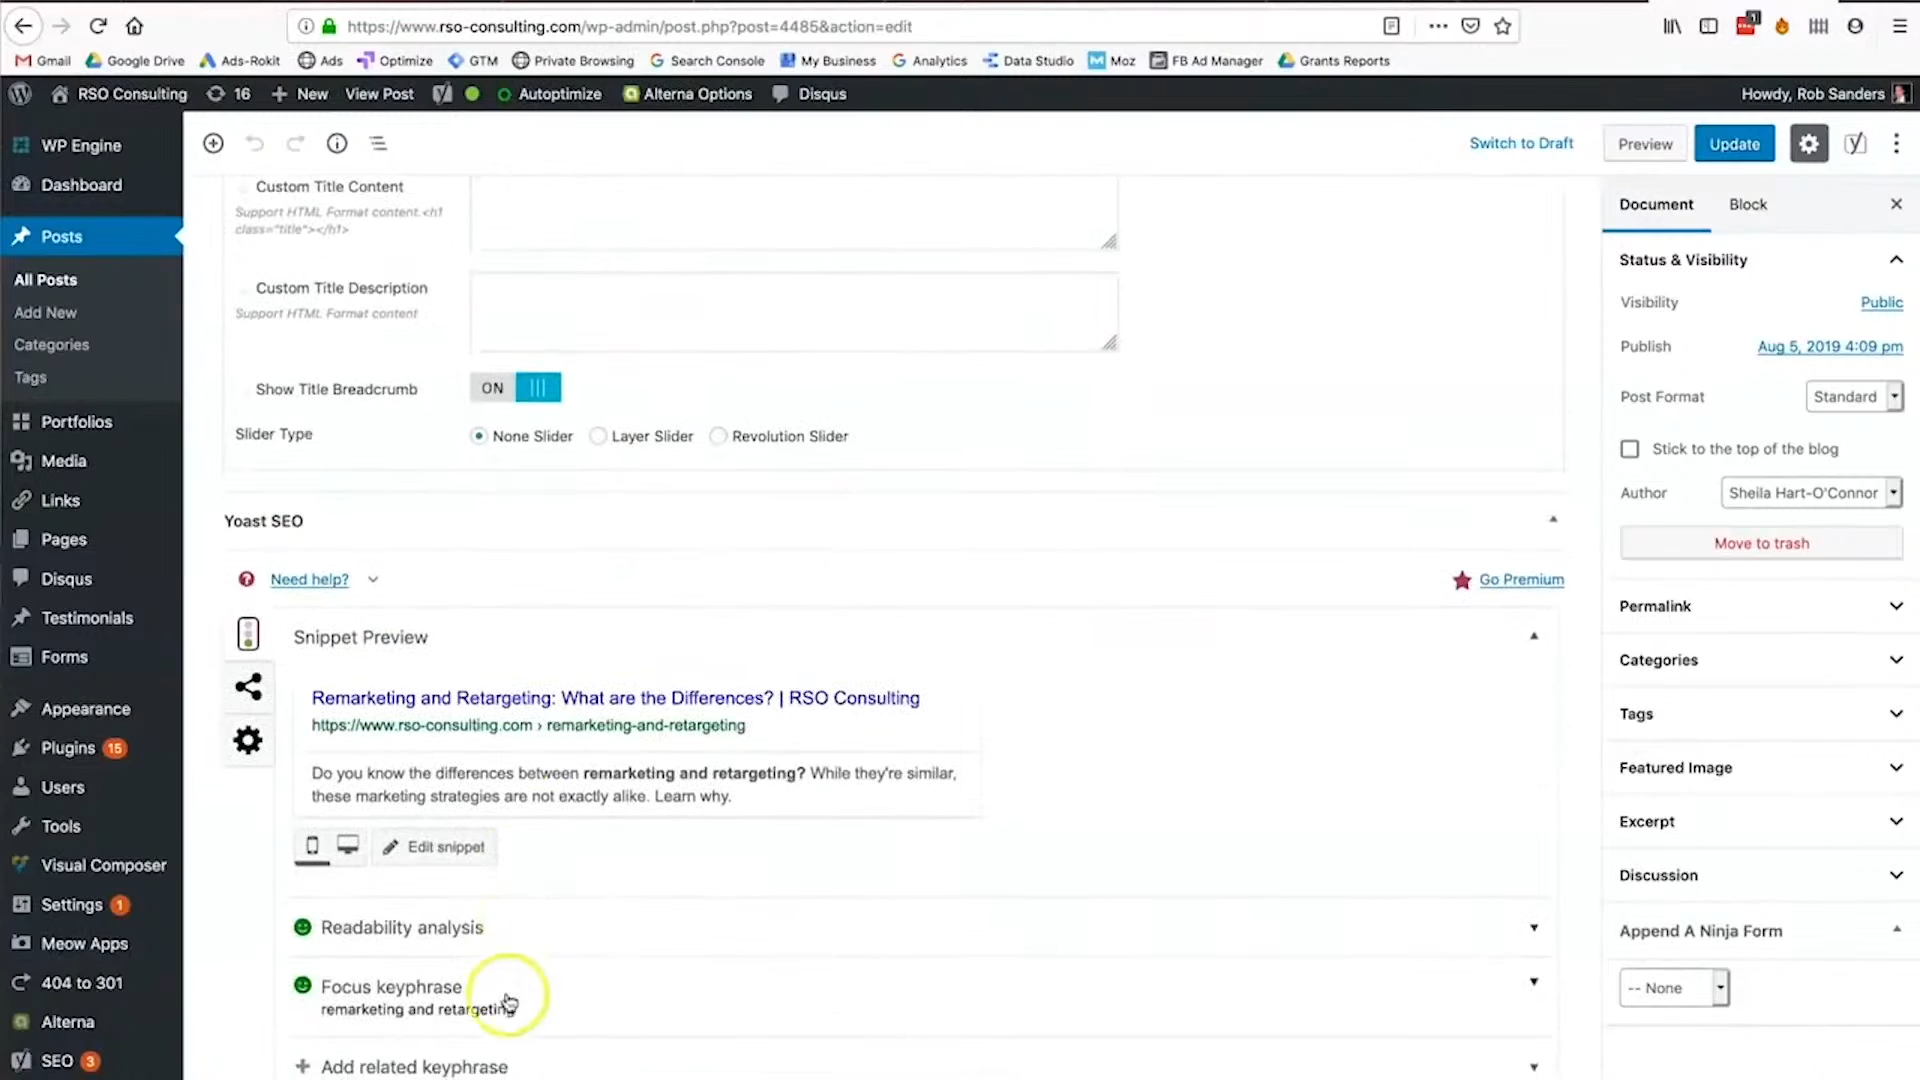 https://www.rso-consulting.com/wp-admin/post.php?post=4485&action=edit
Gmail Google Drive Ads-Rokit Ads Optimize GTM Private Browsing Search Console My Business Analytics Data Studio Moz FB Ad Manager Grants Reports
RSO Consulting 16 New View Post Autoptimize Alterna Options Disqus Howdy, Rob Sanders
WP Engine
Dashboard
Posts
All Posts
Add New
Categories
Tags
Portfolios
Media
Links
Pages
Disqus
Testimonials
Forms
Appearance
Plugins 15
Users
Tools
Visual Composer
Settings 1
Meow Apps
404 to 301
Alterna
SEO 3
Switch to Draft Preview Update
Custom Title Content
Support HTML Format content.<h1
class="title"></h1>
Custom Title Description
Support HTML Format content
Show Title Breadcrumb ON
Slider Type None Slider Layer Slider Revolution Slider
Yoast SEO
Need help? Go Premium
Snippet Preview
Remarketing and Retargeting: What are the Differences? | RSO Consulting
https://www.rso-consulting.com › remarketing-and-retargeting
Do you know the differences between remarketing and retargeting? While they're similar,
these marketing strategies are not exactly alike. Learn why.
Edit snippet
Readability analysis
Focus keyphrase
remarketing and retargeting
Add related keyphrase
Document Block
Status & Visibility
Visibility Public
Publish Aug 5, 2019 4:09 pm
Post Format Standard
Stick to the top of the blog
Author Sheila Hart-O'Connor
Move to trash
Permalink
Categories
Tags
Featured Image
Excerpt
Discussion
Append A Ninja Form
-- None